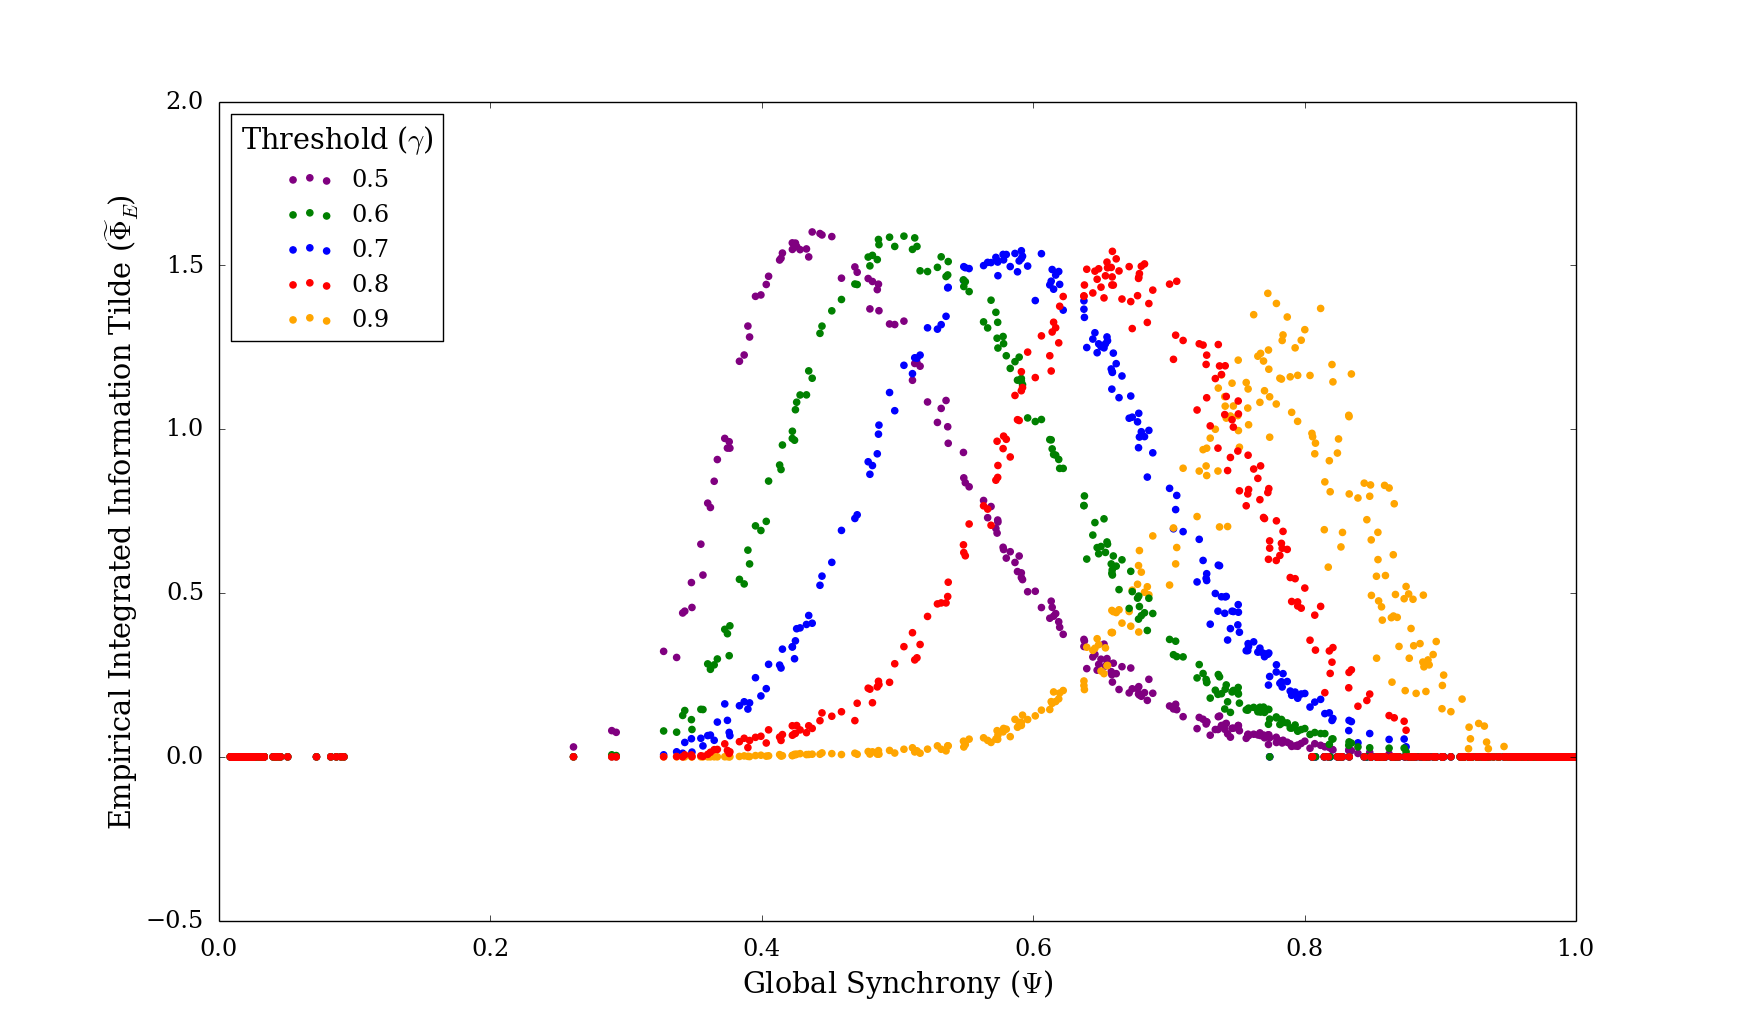 2.0
1.5
1.0
0.5
0.0
−0.5
Empirical Integrated Information Tilde (Φ̃_E)
Threshold (γ)
0.5
0.6
0.7
0.8
0.9
0.0 0.2 0.4 0.6 0.8 1.0
Global Synchrony (Ψ)